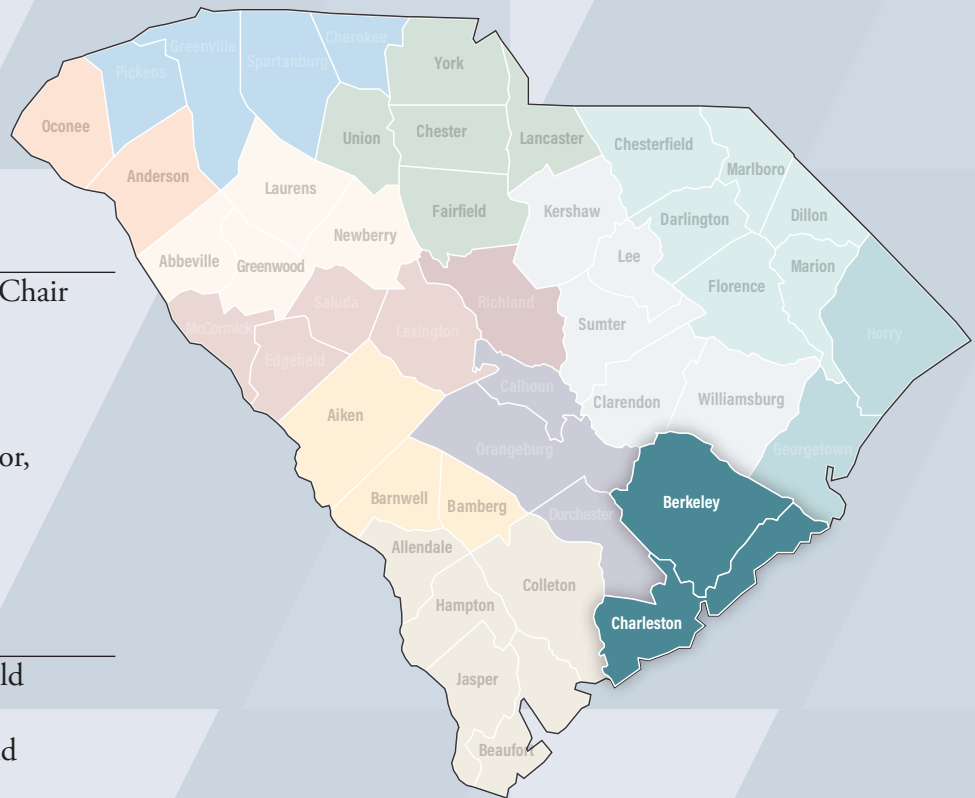 Chair
or,
ld
d
Cherokee
Greenville
Spartanburg
Pickens
York
Oconee
Union
Chester
Lancaster
Chesterfield
Marlboro
Anderson
Laurens
Fairfield
Kershaw
Darlington
Dillon
Newberry
Abbeville
Greenwood
Lee
Marion
Florence
Saluda
Richland
McCormick
Lexington
Sumter
Horry
Edgefield
Calhoun
Clarendon
Williamsburg
Aiken
Orangeburg
Georgetown
Barnwell
Bamberg
Berkeley
Dorchester
Allendale
Colleton
Hampton
Charleston
Jasper
Beaufort